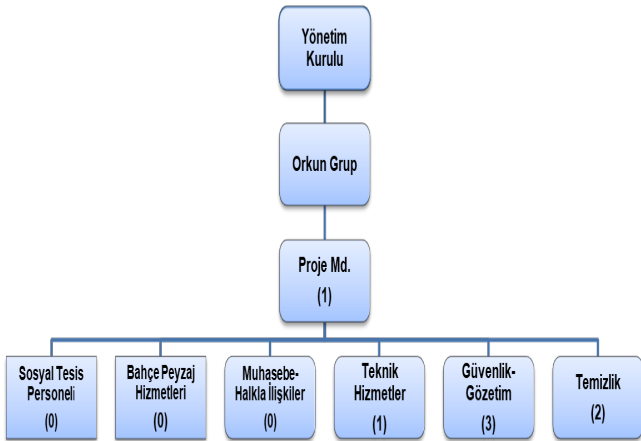 Yönetim
Kurulu
Orkun Grup
Proje Md.
(1)
Sosyal Tesis
Personeli
(0)
Bahçe Peyzaj
Hizmetleri
(0)
Muhasebe-
Halkla İlişkiler
(0)
Teknik
Hizmetler
(1)
Güvenlik-
Gözetim
(3)
Temizlik
(2)